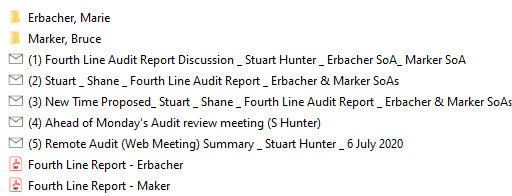 Erbacher, Marie
Marker, Bruce
(1) Fourth Line Audit Report Discussion _ Stuart Hunter _ Erbacher SoA_ Marker SoA
(2) Stuart _ Shane _ Fourth Line Audit Report _ Erbacher & Marker SoAs
(3) New Time Proposed_ Stuart _ Shane _ Fourth Line Audit Report _ Erbacher & Marker SoAs
(4) Ahead of Monday's Audit review meeting (S Hunter)
(5) Remote Audit (Web Meeting) Summary _ Stuart Hunter _ 6 July 2020
Fourth Line Report - Erbacher
Fourth Line Report - Maker